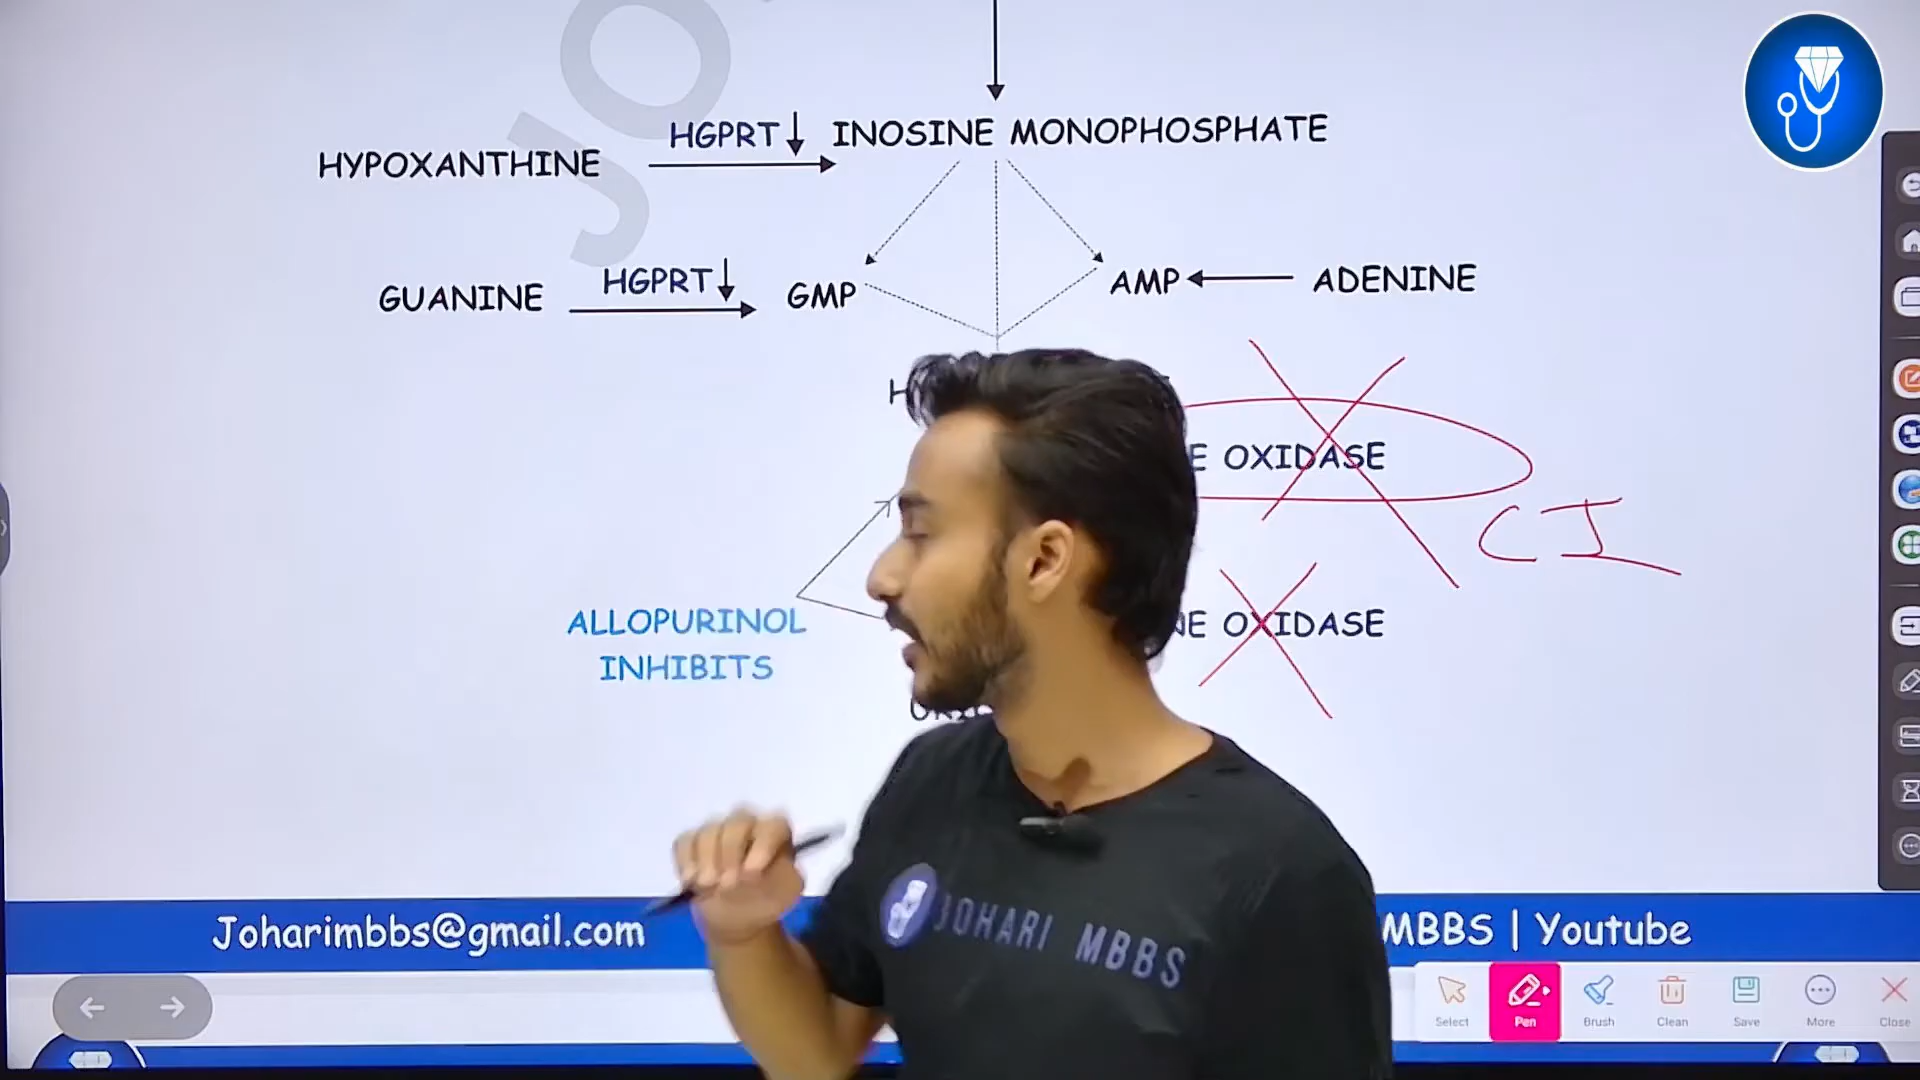 HGPRT
INOSINE MONOPHOSPHATE
HYPOXANTHINE
GUANINE
HGPRT
GMP
AMP
ADENINE
OXIDASE
CI
ALLOPURINOL
INHIBITS
OXIDASE
JOHARI MBBS
Joharimbbs@gmail.com
MBBS | Youtube
Select
Pen
Brush
Clean
Save
More
Close